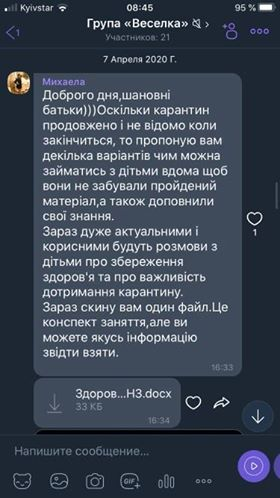 Kyivstar
08:45
95 %
1
Група «Веселка»
Участников: 21
7 Апреля 2020 Г.
Михаела
Доброго дня,шановні
батьки)))Оскільки карантин
продовжено і не відомо коли
закінчиться, то пропоную вам
декілька варіантів чим можна
займатись з дітьми вдома щоб
вони не забували пройдений
матеріал,а також доповнили
свої знання.
Зараз дуже актуальними і
корисними будуть розмови з
дітьми про збереження
здоров'я та про важливість
дотримання карантину.
Зараз скину вам один файл.Це
конспект заняття,але ви
можете якусь інформацію
звідти взяти.
1
16:33
Здоров...НЗ.docx
33 КБ
16:34
Напишите сообщение...
GIF